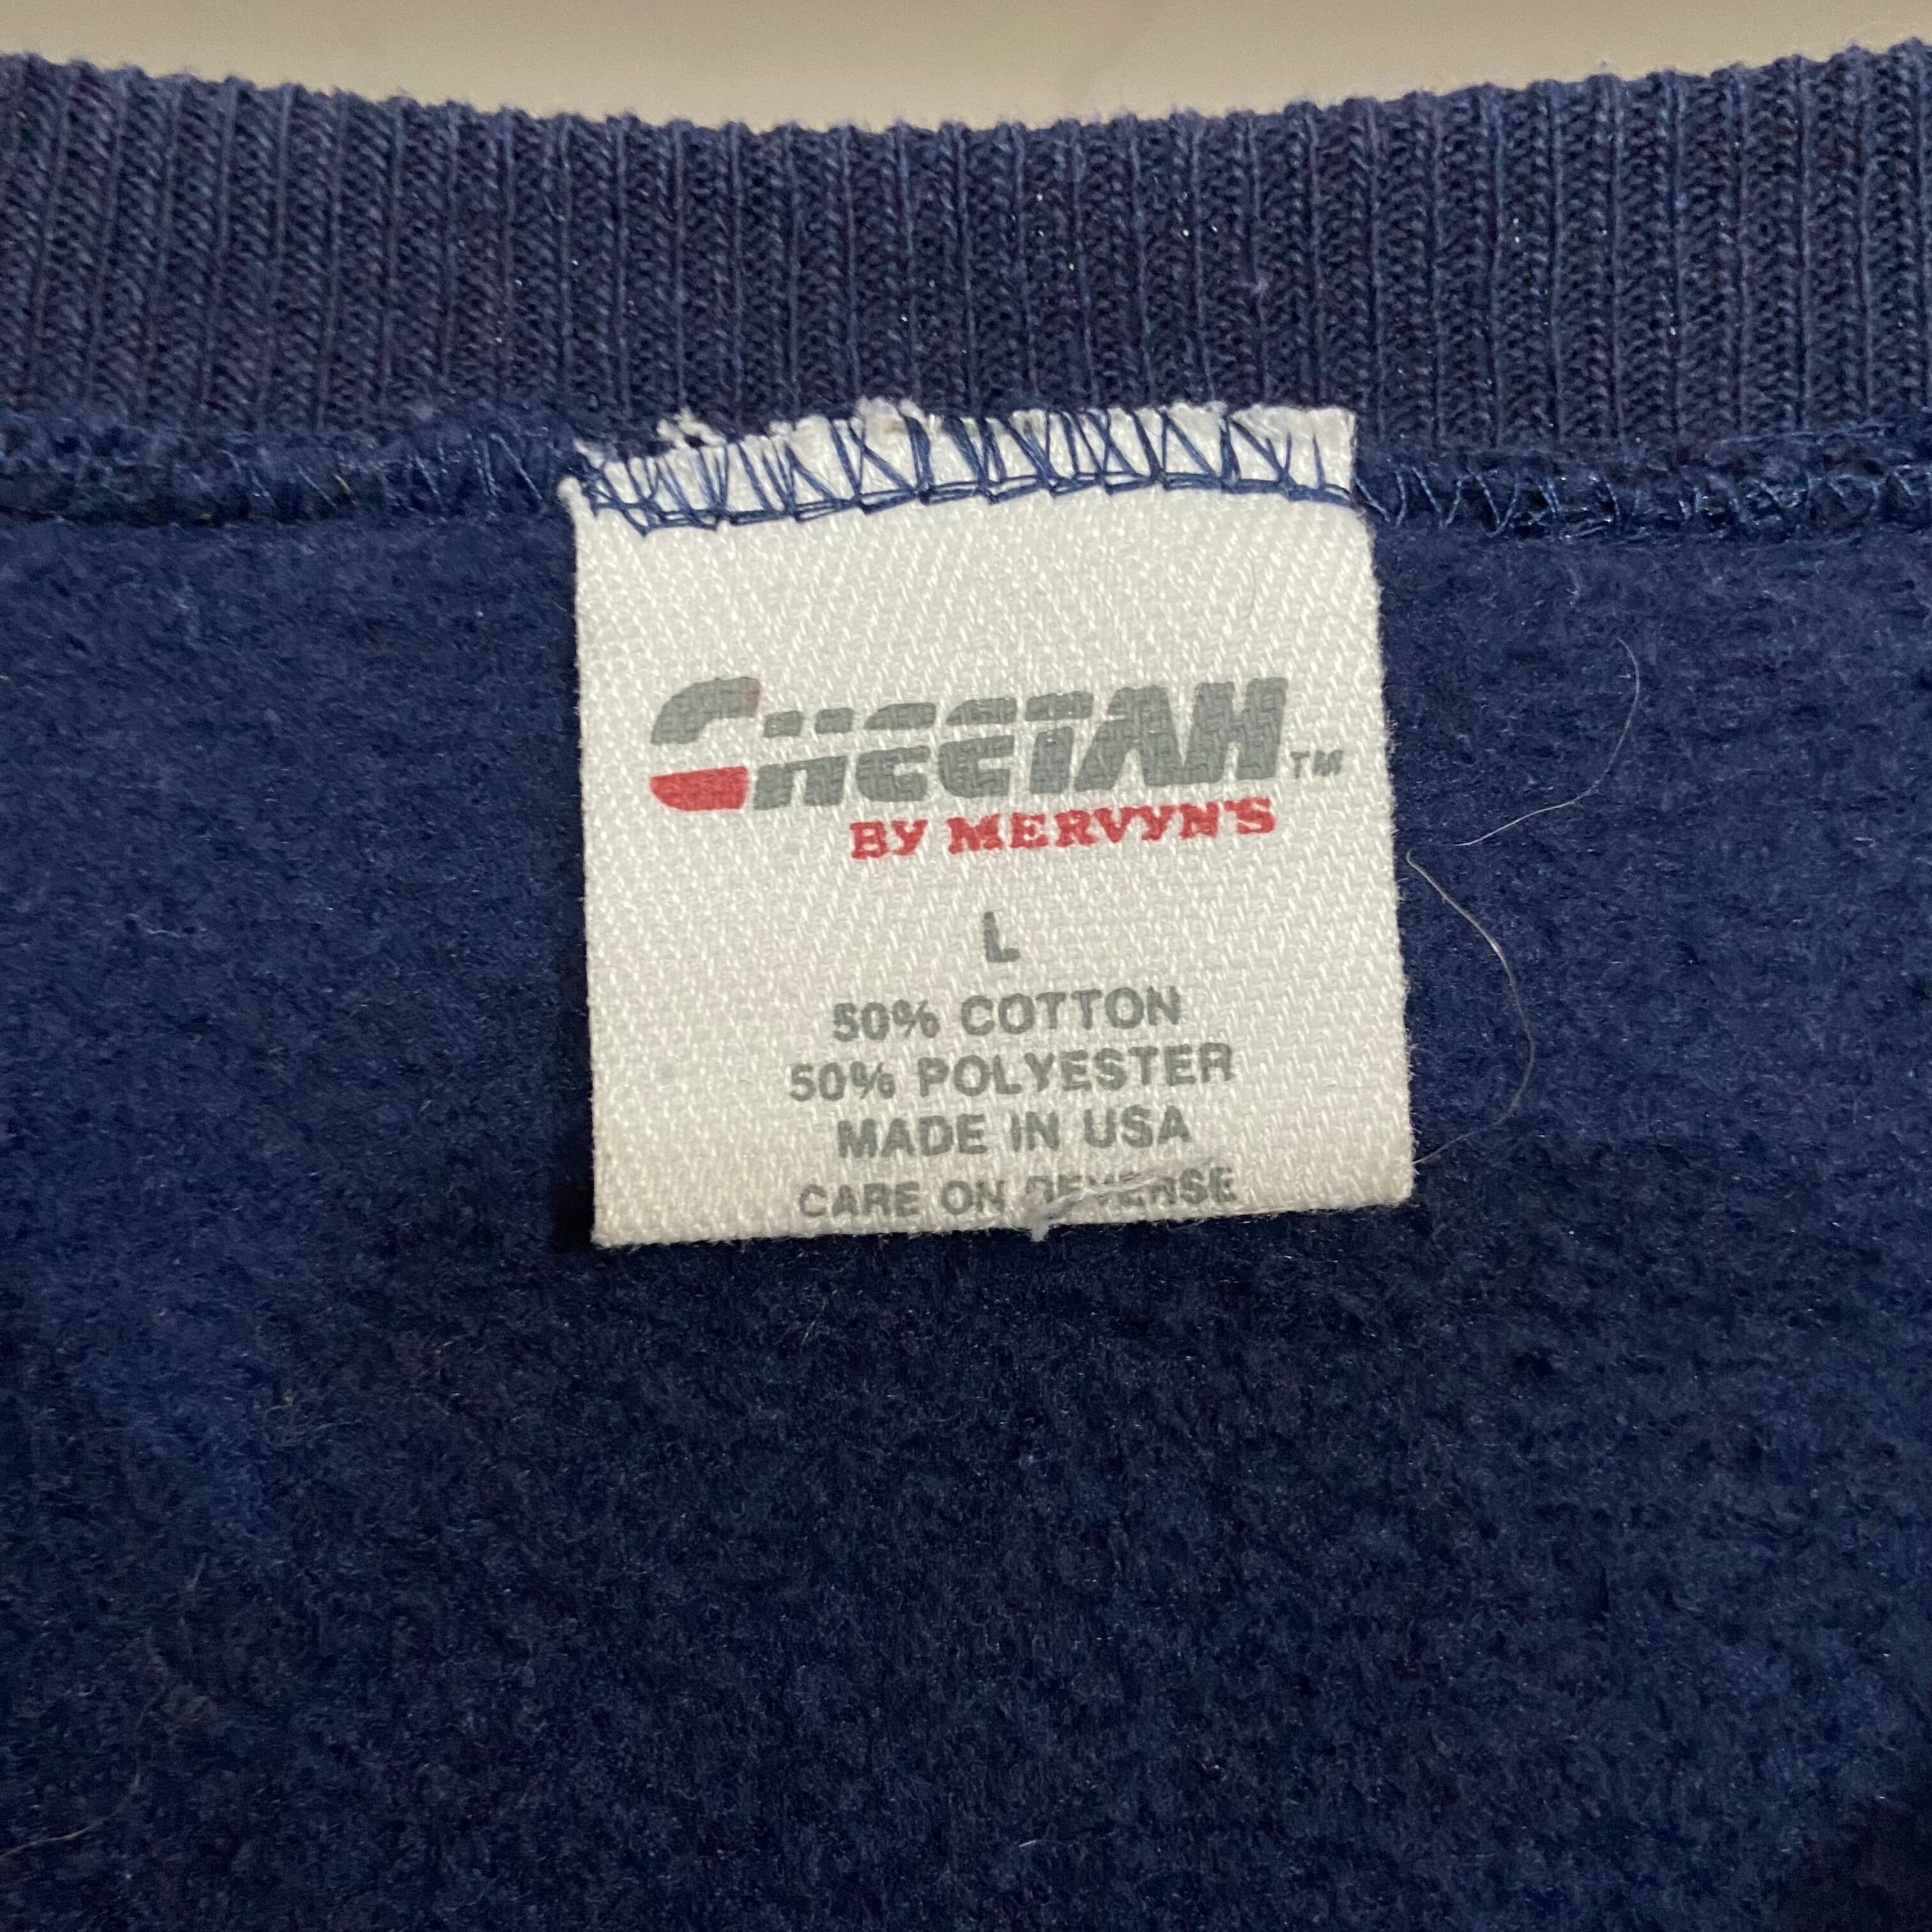 CHEETAH™
BY MERVYN'S
L
50% COTTON
50% POLYESTER
MADE IN USA
CARE ON REVERSE